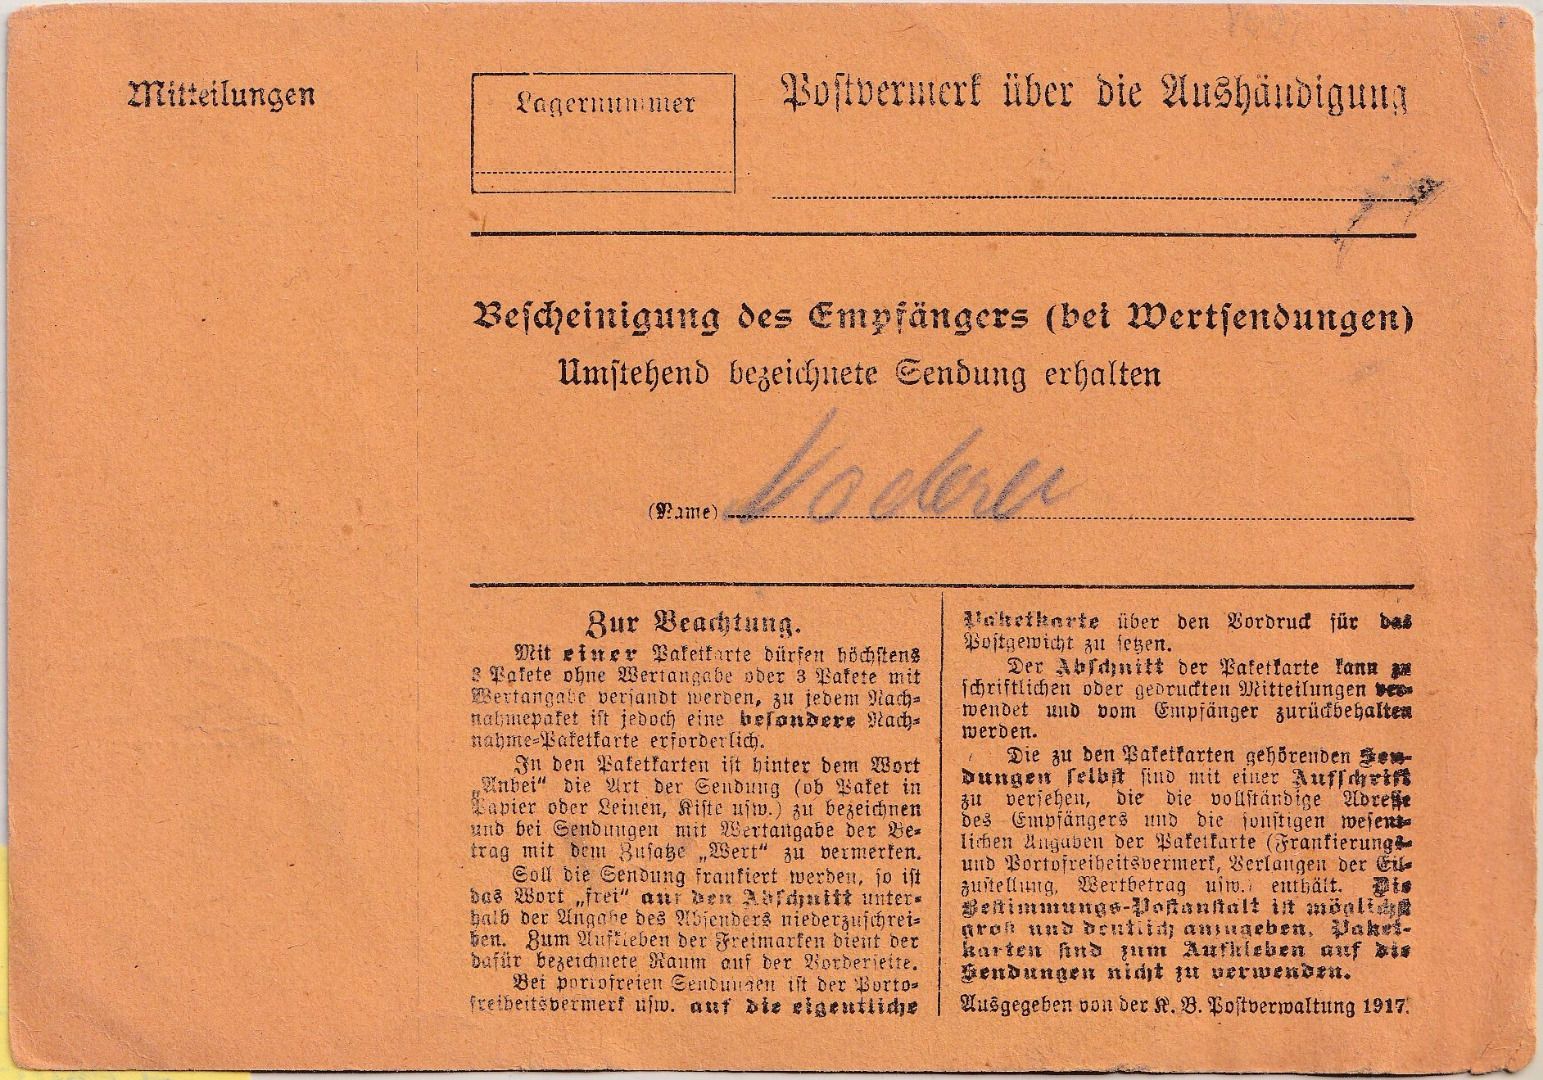 Mitteilungen
Lagernummer
Postvermerk über die Aushändigung
Bescheinigung des Empfängers (bei Wertsendungen)
Umstehend bezeichnete Sendung erhalten
(Name)
Zur Beachtung.
Mit einer Paketkarte dürfen höchstens
3 Pakete ohne Wertangabe oder 3 Pakete mit
Wertangabe versandt werden, zu jedem Nach-
nahmepaket ist jedoch eine besondere Nach-
nahme-Paketkarte erforderlich.
In den Paketkarten ist hinter dem Wort
„Anbei" die Art der Sendung (ob Paket in
Papier oder Leinen, Kiste usw.) zu bezeichnen
und bei Sendungen mit Wertangabe der Be-
trag mit dem Zusatze „Wert" zu vermerken.
Soll die Sendung frankiert werden, so ist
das Wort „frei" auf den Abschnitt unter-
halb der Angabe des Absenders niederzuschrei-
ben. Zum Aufkleben der Freimarken dient der
dafür bezeichnete Raum auf der Vorderseite.
Bei portofreien Sendungen ist der Porto-
freiheitsvermerk usw. auf die eigentliche
Paketkarte über den Vordruck für das
Postgewicht zu setzen.
Der Abschnitt der Paketkarte kann zu
schriftlichen oder gedruckten Mitteilungen ver-
wendet und vom Empfänger zurückbehalten
werden.
Die zu den Paketkarten gehörenden Sen-
dungen selbst sind mit einer Aufschrift
zu versehen, die die vollständige Adresse
des Empfängers und die sonstigen wesent-
lichen Angaben der Paketkarte (Frankierungs-
und Portofreiheitsvermerk, Verlangen der Eil-
zustellung, Wertbetrag usw.) enthält. Die
Bestimmungs-Postanstalt ist möglichst
groß und deutlich anzugeben. Paket-
karten sind zum Aufkleben auf die
Sendungen nicht zu verwenden.
Ausgegeben von der K. B. Postverwaltung 1917.